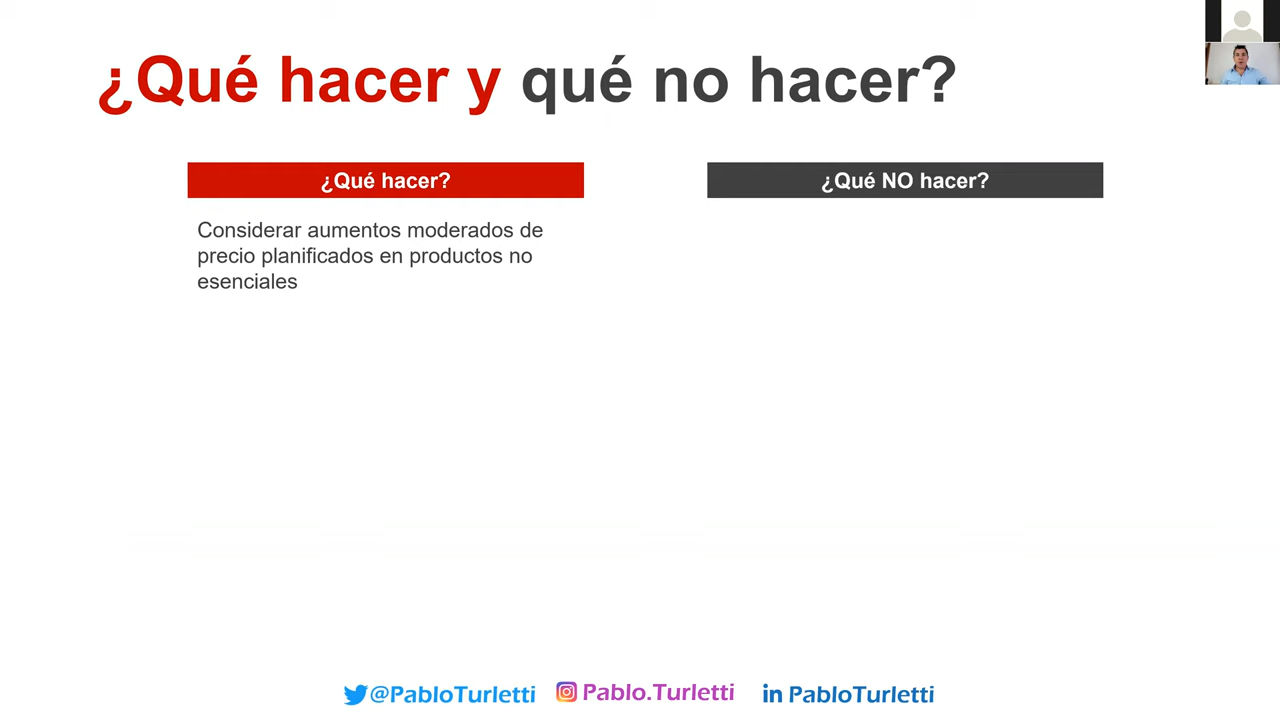 ¿Qué hacer y qué no hacer?
¿Qué hacer?
¿Qué NO hacer?
Considerar aumentos moderados de
precio planificados en productos no
esenciales
@PabloTurletti
Pablo.Turletti
in PabloTurletti